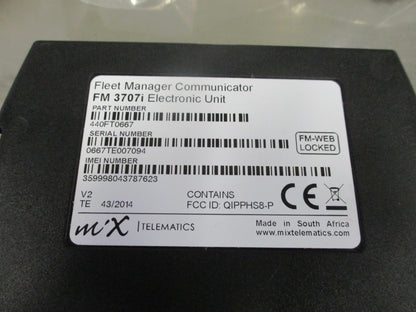 Fleet Manager Communicator
FM 3707i Electronic Unit
PART NUMBER
440FT0667
SERIAL NUMBER
0667TE007094
FM-WEB
LOCKED
IMEI NUMBER
359998043787623
V2
TE 43/2014
CONTAINS
FCC ID: QIPPHS8-P
CE
mix TELEMATICS
Made in South Africa
www.mixtelematics.com